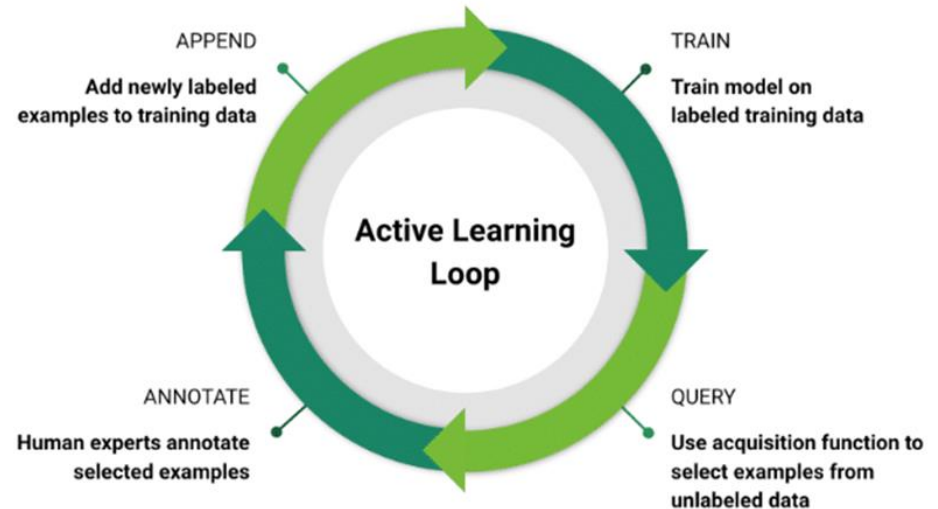 APPEND
Add newly labeled
examples to training data
TRAIN
Train model on
labeled training data
Active Learning
Loop
ANNOTATE
Human experts annotate
selected examples
QUERY
Use acquisition function to
select examples from
unlabeled data